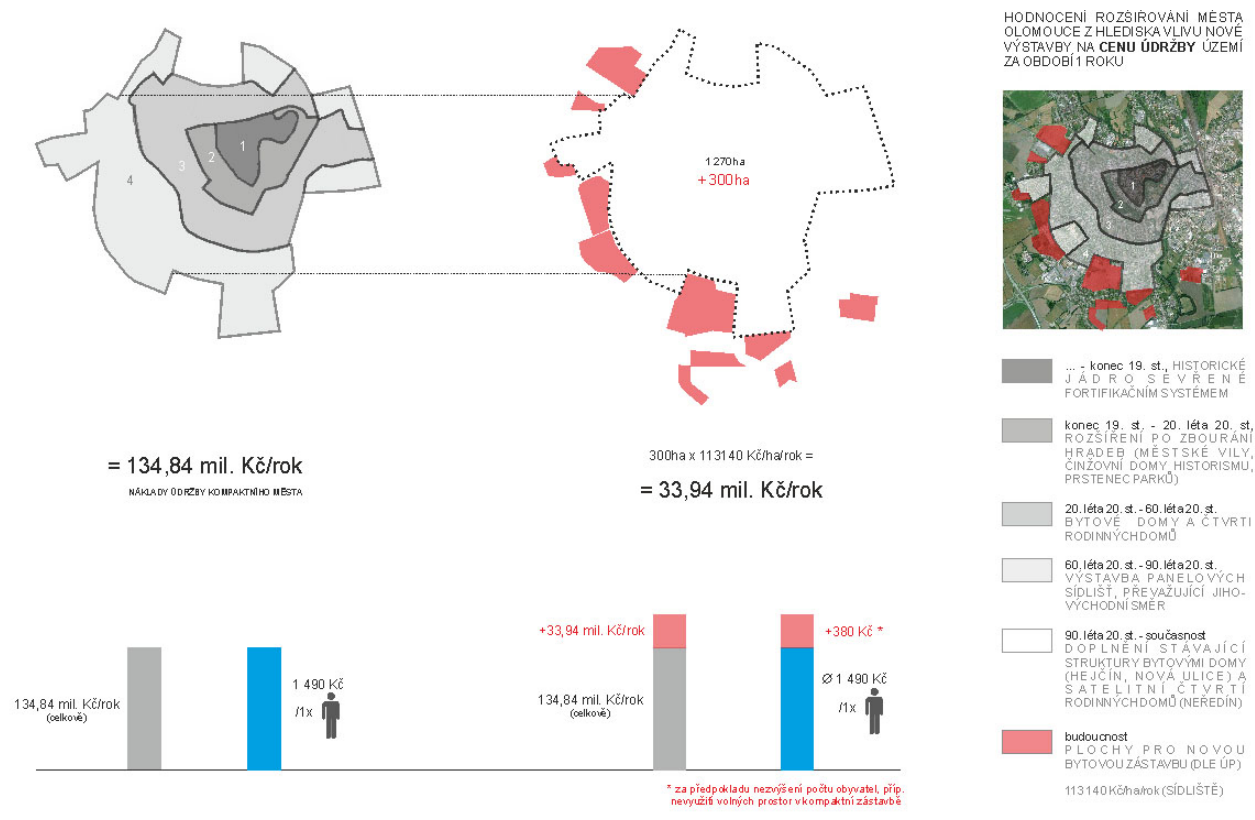 HODNOCENÍ ROZŠIŘOVÁNÍ MĚSTA
OLOMOUCE Z HLEDISKA VLIVU NOVÉ
VÝSTAVBY NA CENU ÚDRŽBY ÚZEMÍ
ZA OBDOBÍ 1 ROKU
1
2
3
4
1 270ha
+300ha
1
2
3
4
= 134,84 mil. Kč/rok
NÁKLADY ÚDRŽBY KOMPAKTNÍHO MĚSTA
300ha x 113140 Kč/ha/rok =
= 33,94 mil. Kč/rok
134,84 mil. Kč/rok
(celkově)
1 490 Kč
/1x
+33,94 mil. Kč/rok
134,84 mil. Kč/rok
(celkově)
+380 Kč *
Ø 1 490 Kč
/1x
* za předpokladu nezvýšení počtu obyvatel, příp.
nevyužití volných prostor v kompaktní zástavbě
... - konec 19. st., HISTORICKÉ
JÁDRO SEVŘENÉ
FORTIFIKAČNÍM SYSTÉMEM
konec 19. st. - 20. léta 20. st,
ROZŠÍŘENÍ PO ZBOURÁNÍ
HRADEB (MĚSTSKÉ VILY,
ČINŽOVNÍ DOMY HISTORISMU,
PRSTENEC PARKŮ)
20. léta 20. st. - 60. léta 20. st.
BYTOVÉ DOMY A ČTVRTI
RODINNÝCH DOMŮ
60. léta 20. st. - 90. léta 20. st.
VÝSTAVBA PANELOVÝCH
SÍDLIŠŤ, PŘEVAŽUJÍCÍ JIHO-
VÝCHODNÍ SMĚR
90. léta 20. st. - současnost
DOPLNĚNÍ STÁVAJÍCÍ
STRUKTURY BYTOVÝMI DOMY
(HEJČÍN, NOVÁ ULICE) A
SATELITNÍ ČTVRTÍ
RODINNÝCH DOMŮ (NEŘEDÍN)
budoucnost
PLOCHY PRO NOVOU
BYTOVOU ZÁSTAVBU (DLE ÚP)
113140 Kč/ha/rok (SÍDLIŠTĚ)